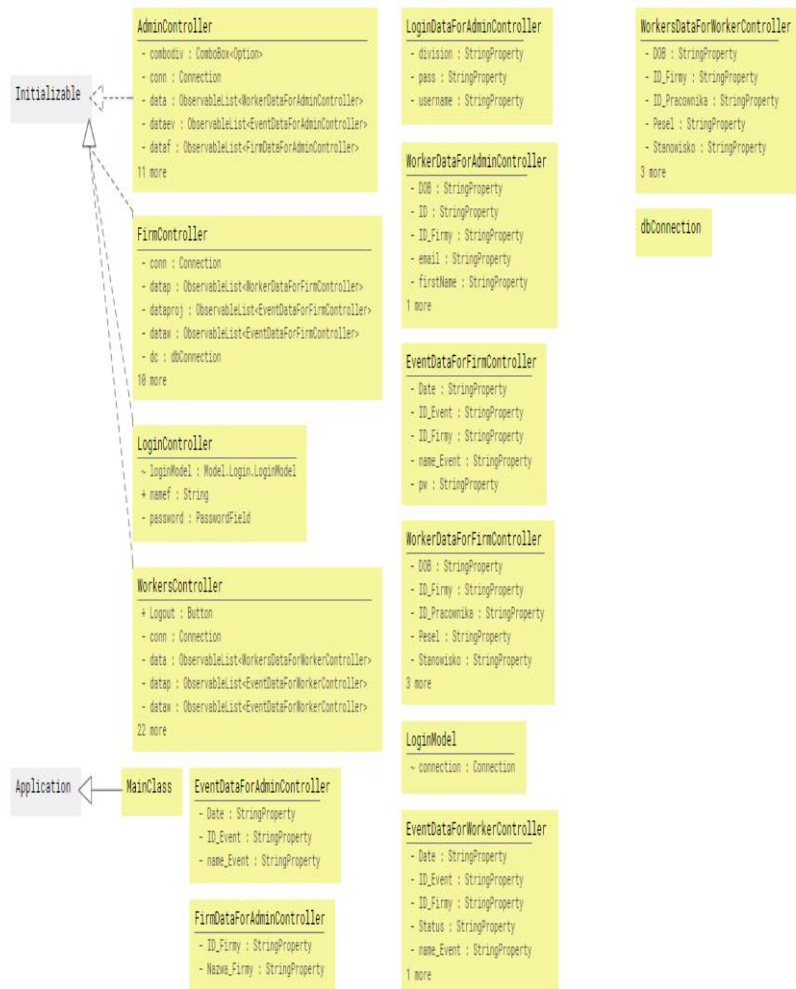 Initializable
AdminController
- combodiv : ComboBox<Option>
- conn : Connection
- data : ObservableList<WorkerDataForAdminController>
- dataev : ObservableList<EventDataForAdminController>
- dataf : ObservableList<FirmDataForAdminController>
11 more
FirmController
- conn : Connection
- datap : ObservableList<WorkerDataForFirmController>
- dataproj : ObservableList<EventDataForFirmController>
- dataw : ObservableList<EventDataForFirmController>
- dc : dbConnection
10 more
LoginController
~ loginModel : Model.Login.LoginModel
+ namef : String
- password : PasswordField
WorkersController
+ Logout : Button
- conn : Connection
- data : ObservableList<WorkersDataForWorkerController>
- datap : ObservableList<EventDataForWorkerController>
- dataw : ObservableList<EventDataForWorkerController>
22 more
Application
MainClass
EventDataForAdminController
- Date : StringProperty
- ID_Event : StringProperty
- name_Event : StringProperty
FirmDataForAdminController
- ID_Firmy : StringProperty
- Nazwa_Firmy : StringProperty
LoginDataForAdminController
- division : StringProperty
- pass : StringProperty
- username : StringProperty
WorkerDataForAdminController
- DOB : StringProperty
- ID : StringProperty
- ID_Firmy : StringProperty
- email : StringProperty
- firstName : StringProperty
1 more
EventDataForFirmController
- Date : StringProperty
- ID_Event : StringProperty
- ID_Firmy : StringProperty
- name_Event : StringProperty
- pw : StringProperty
WorkerDataForFirmController
- DOB : StringProperty
- ID_Firmy : StringProperty
- ID_Pracownika : StringProperty
- Pesel : StringProperty
- Stanowisko : StringProperty
3 more
LoginModel
~ connection : Connection
EventDataForWorkerController
- Date : StringProperty
- ID_Event : StringProperty
- ID_Firmy : StringProperty
- Status : StringProperty
- name_Event : StringProperty
1 more
WorkersDataForWorkerController
- DOB : StringProperty
- ID_Firmy : StringProperty
- ID_Pracownika : StringProperty
- Pesel : StringProperty
- Stanowisko : StringProperty
3 more
dbConnection